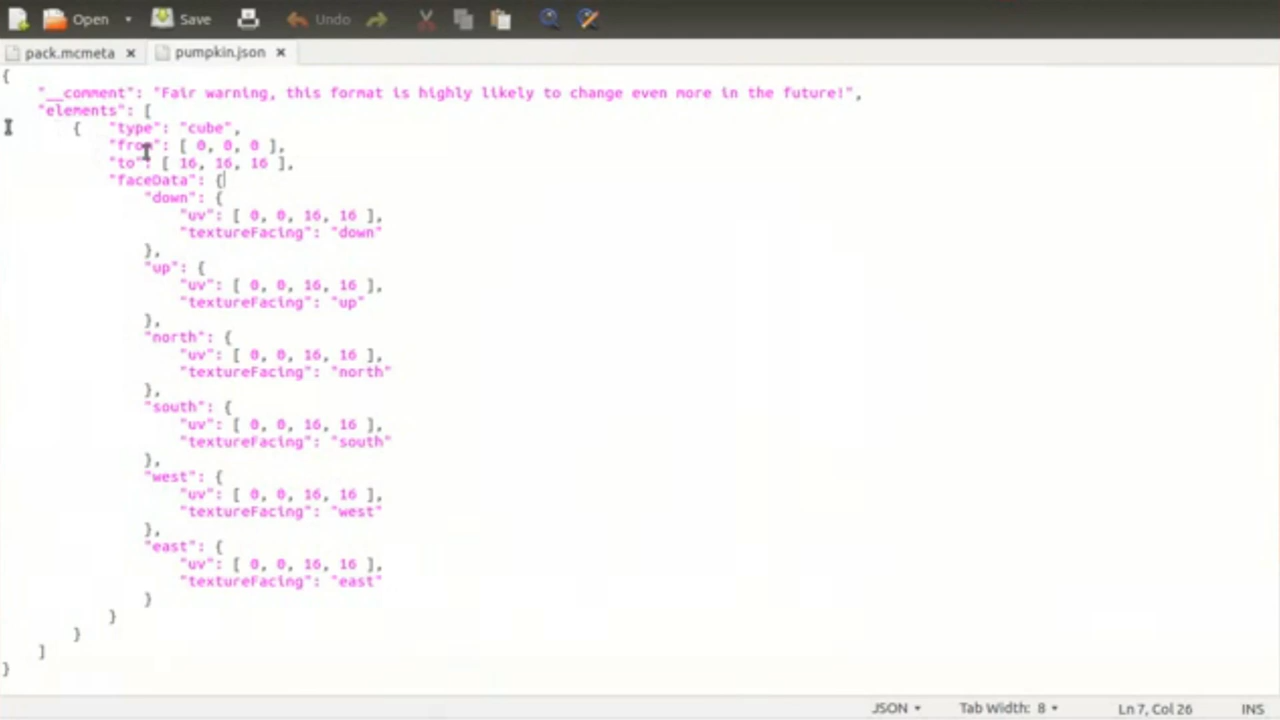 Open Save Undo
pack.mcmeta × pumpkin.json ×
{
"__comment": "Fair warning, this format is highly likely to change even more in the future!",
"elements": [
{ "type": "cube",
"from": [ 0, 0, 0 ],
"to": [ 16, 16, 16 ],
"faceData": {
"down": {
"uv": [ 0, 0, 16, 16 ],
"textureFacing": "down"
},
"up": {
"uv": [ 0, 0, 16, 16 ],
"textureFacing": "up"
},
"north": {
"uv": [ 0, 0, 16, 16 ],
"textureFacing": "north"
},
"south": {
"uv": [ 0, 0, 16, 16 ],
"textureFacing": "south"
},
"west": {
"uv": [ 0, 0, 16, 16 ],
"textureFacing": "west"
},
"east": {
"uv": [ 0, 0, 16, 16 ],
"textureFacing": "east"
}
}
}
]
}
JSON Tab Width: 8 Ln 7, Col 26 INS